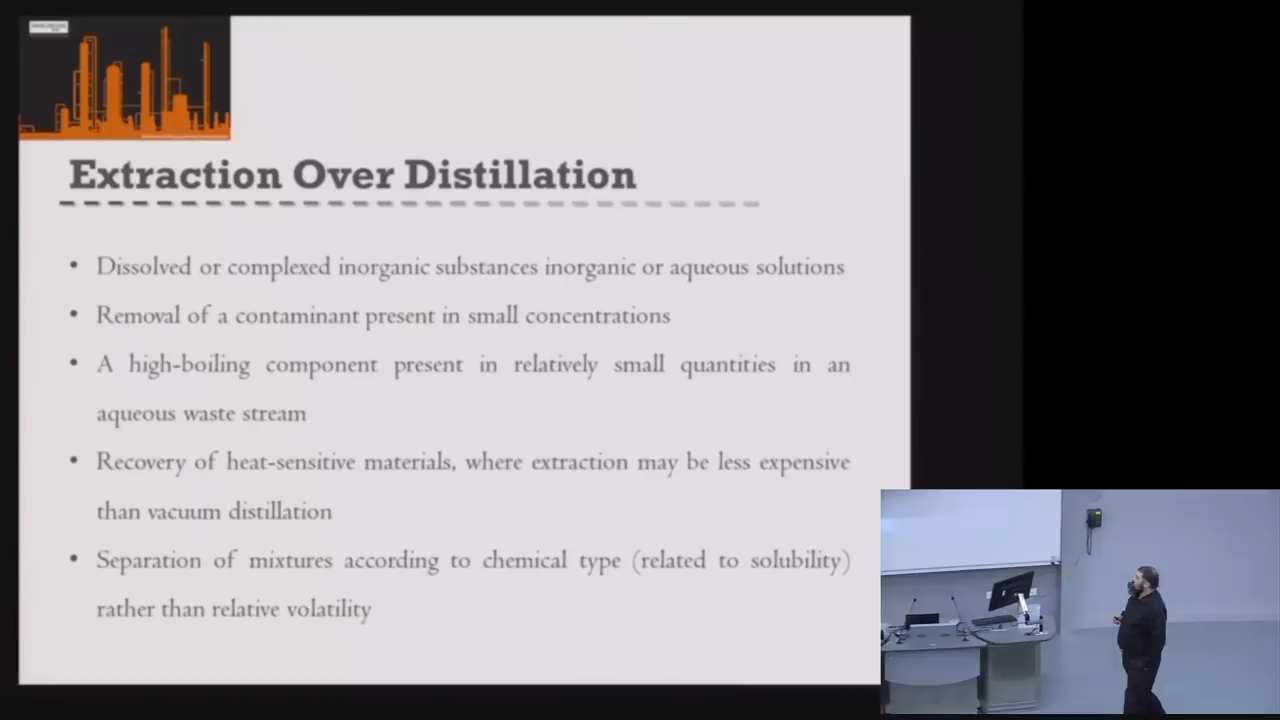 Extraction Over Distillation
• Dissolved or complexed inorganic substances inorganic or aqueous solutions
• Removal of a contaminant present in small concentrations
• A high-boiling component present in relatively small quantities in an
aqueous waste stream
• Recovery of heat-sensitive materials, where extraction may be less expensive
than vacuum distillation
• Separation of mixtures according to chemical type (related to solubility)
rather than relative volatility